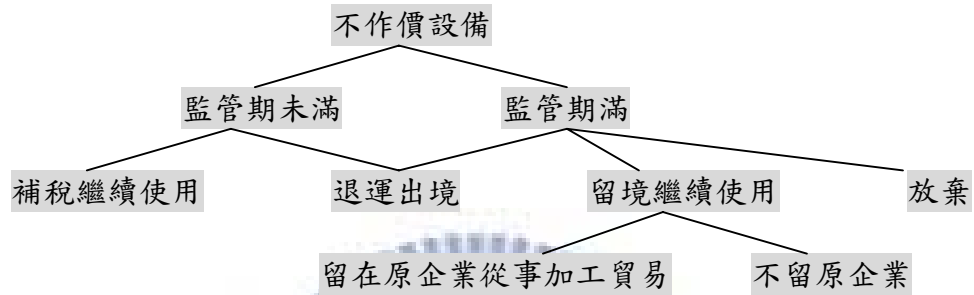 不作價設備
監管期未滿 監管期滿
補稅繼續使用 退運出境 留境繼續使用 放棄
留在原企業從事加工貿易 不留原企業